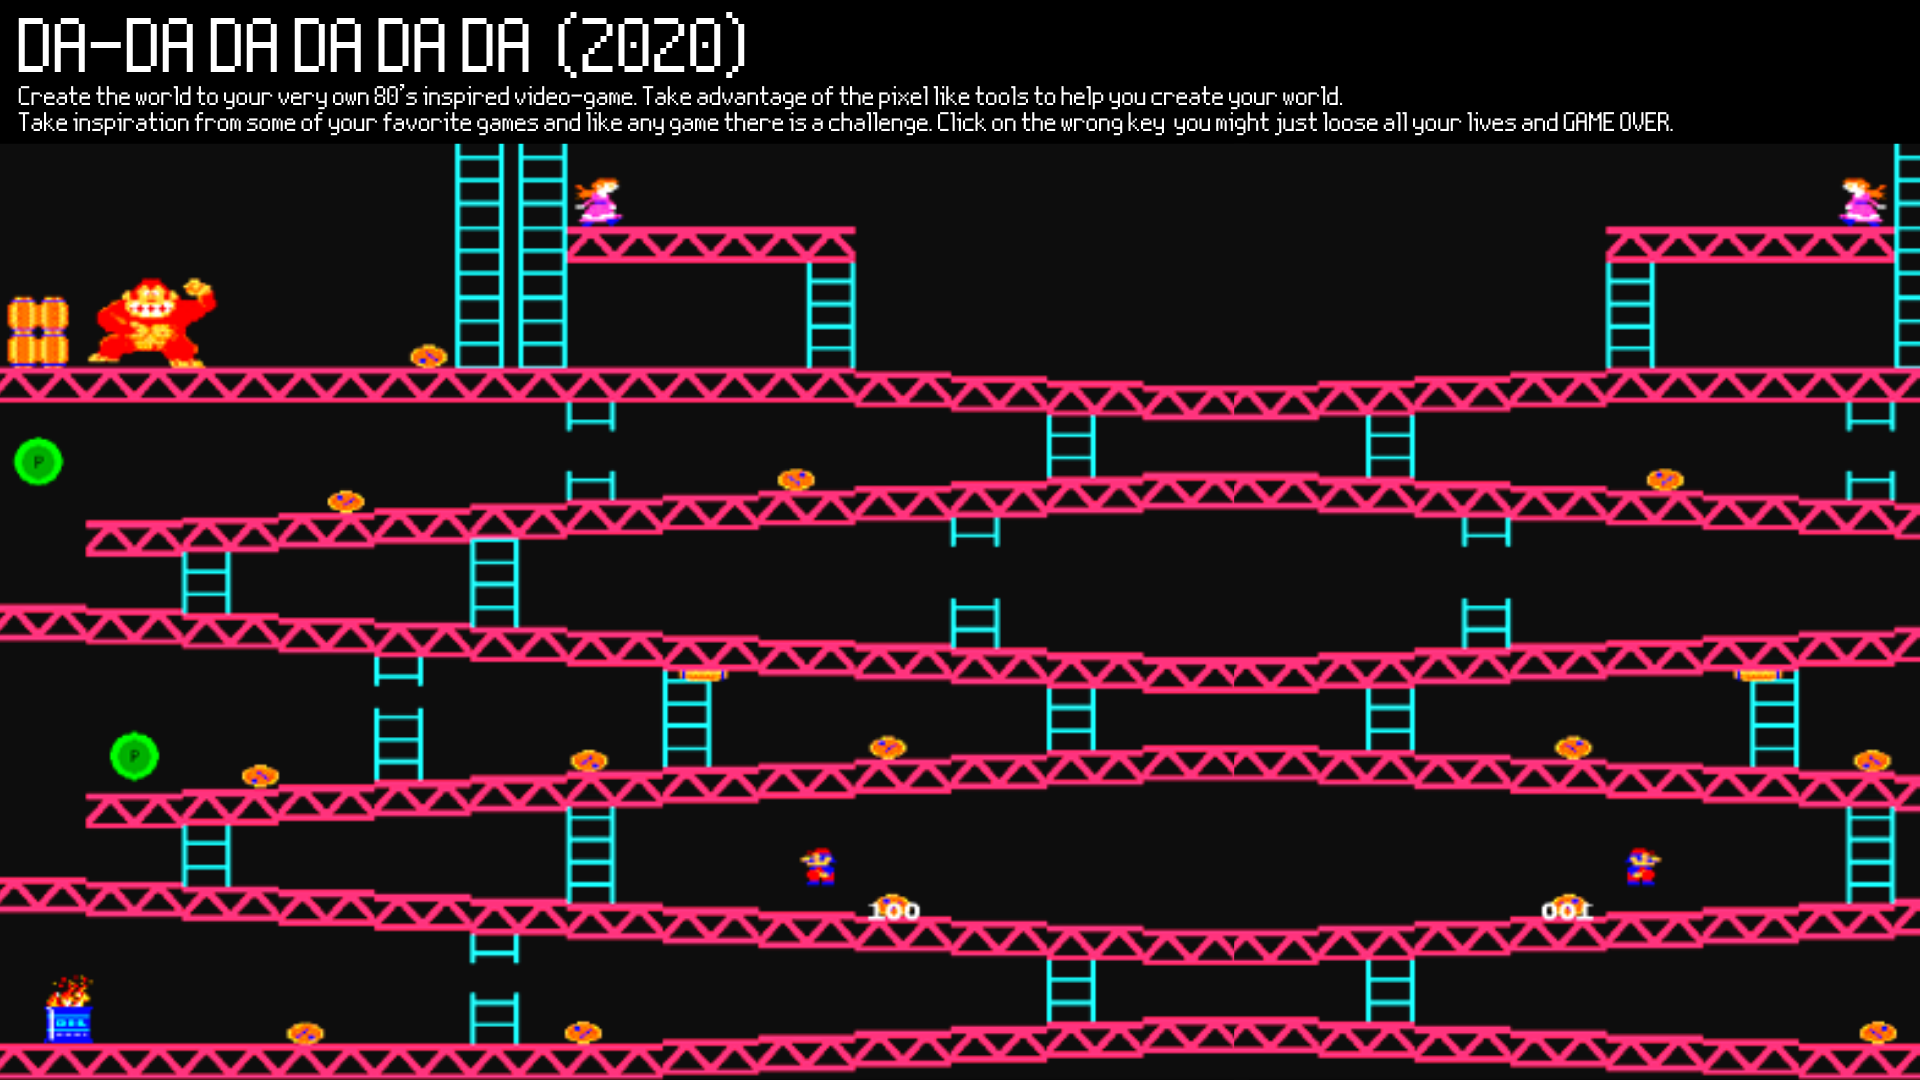 DA-DA DA DA DA DA (2020)
Create the world to your very own 80's inspired video-game. Take advantage of the pixel like tools to help you create your world.
Take inspiration from some of your favorite games and like any game there is a challenge. Click on the wrong key you might just loose all your lives and GAME OVER.
P
P
100
001
OIL